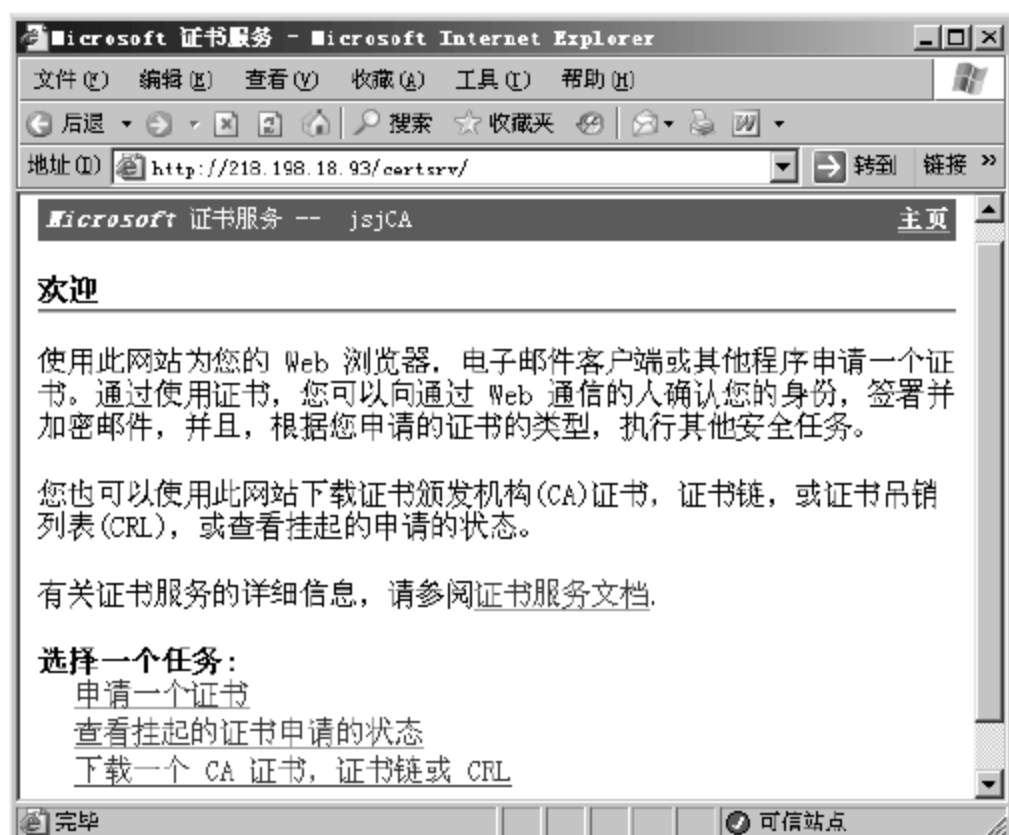 Microsoft 证书服务 - Microsoft Internet Explorer
文件(F) 编辑(E) 查看(V) 收藏(A) 工具(T) 帮助(H)
后退 搜索 收藏夹
地址(D) http://218.198.18.93/certsrv/ 转到 链接 »
Microsoft 证书服务 -- jsjCA 主页
欢迎
使用此网站为您的 Web 浏览器，电子邮件客户端或其他程序申请一个证
书。通过使用证书，您可以向通过 Web 通信的人确认您的身份，签署并
加密邮件，并且，根据您申请的证书的类型，执行其他安全任务。
您也可以使用此网站下载证书颁发机构(CA)证书，证书链，或证书吊销
列表(CRL)，或查看挂起的申请的状态。
有关证书服务的详细信息，请参阅证书服务文档.
选择一个任务:
申请一个证书
查看挂起的证书申请的状态
下载一个 CA 证书，证书链或 CRL
完毕 可信站点